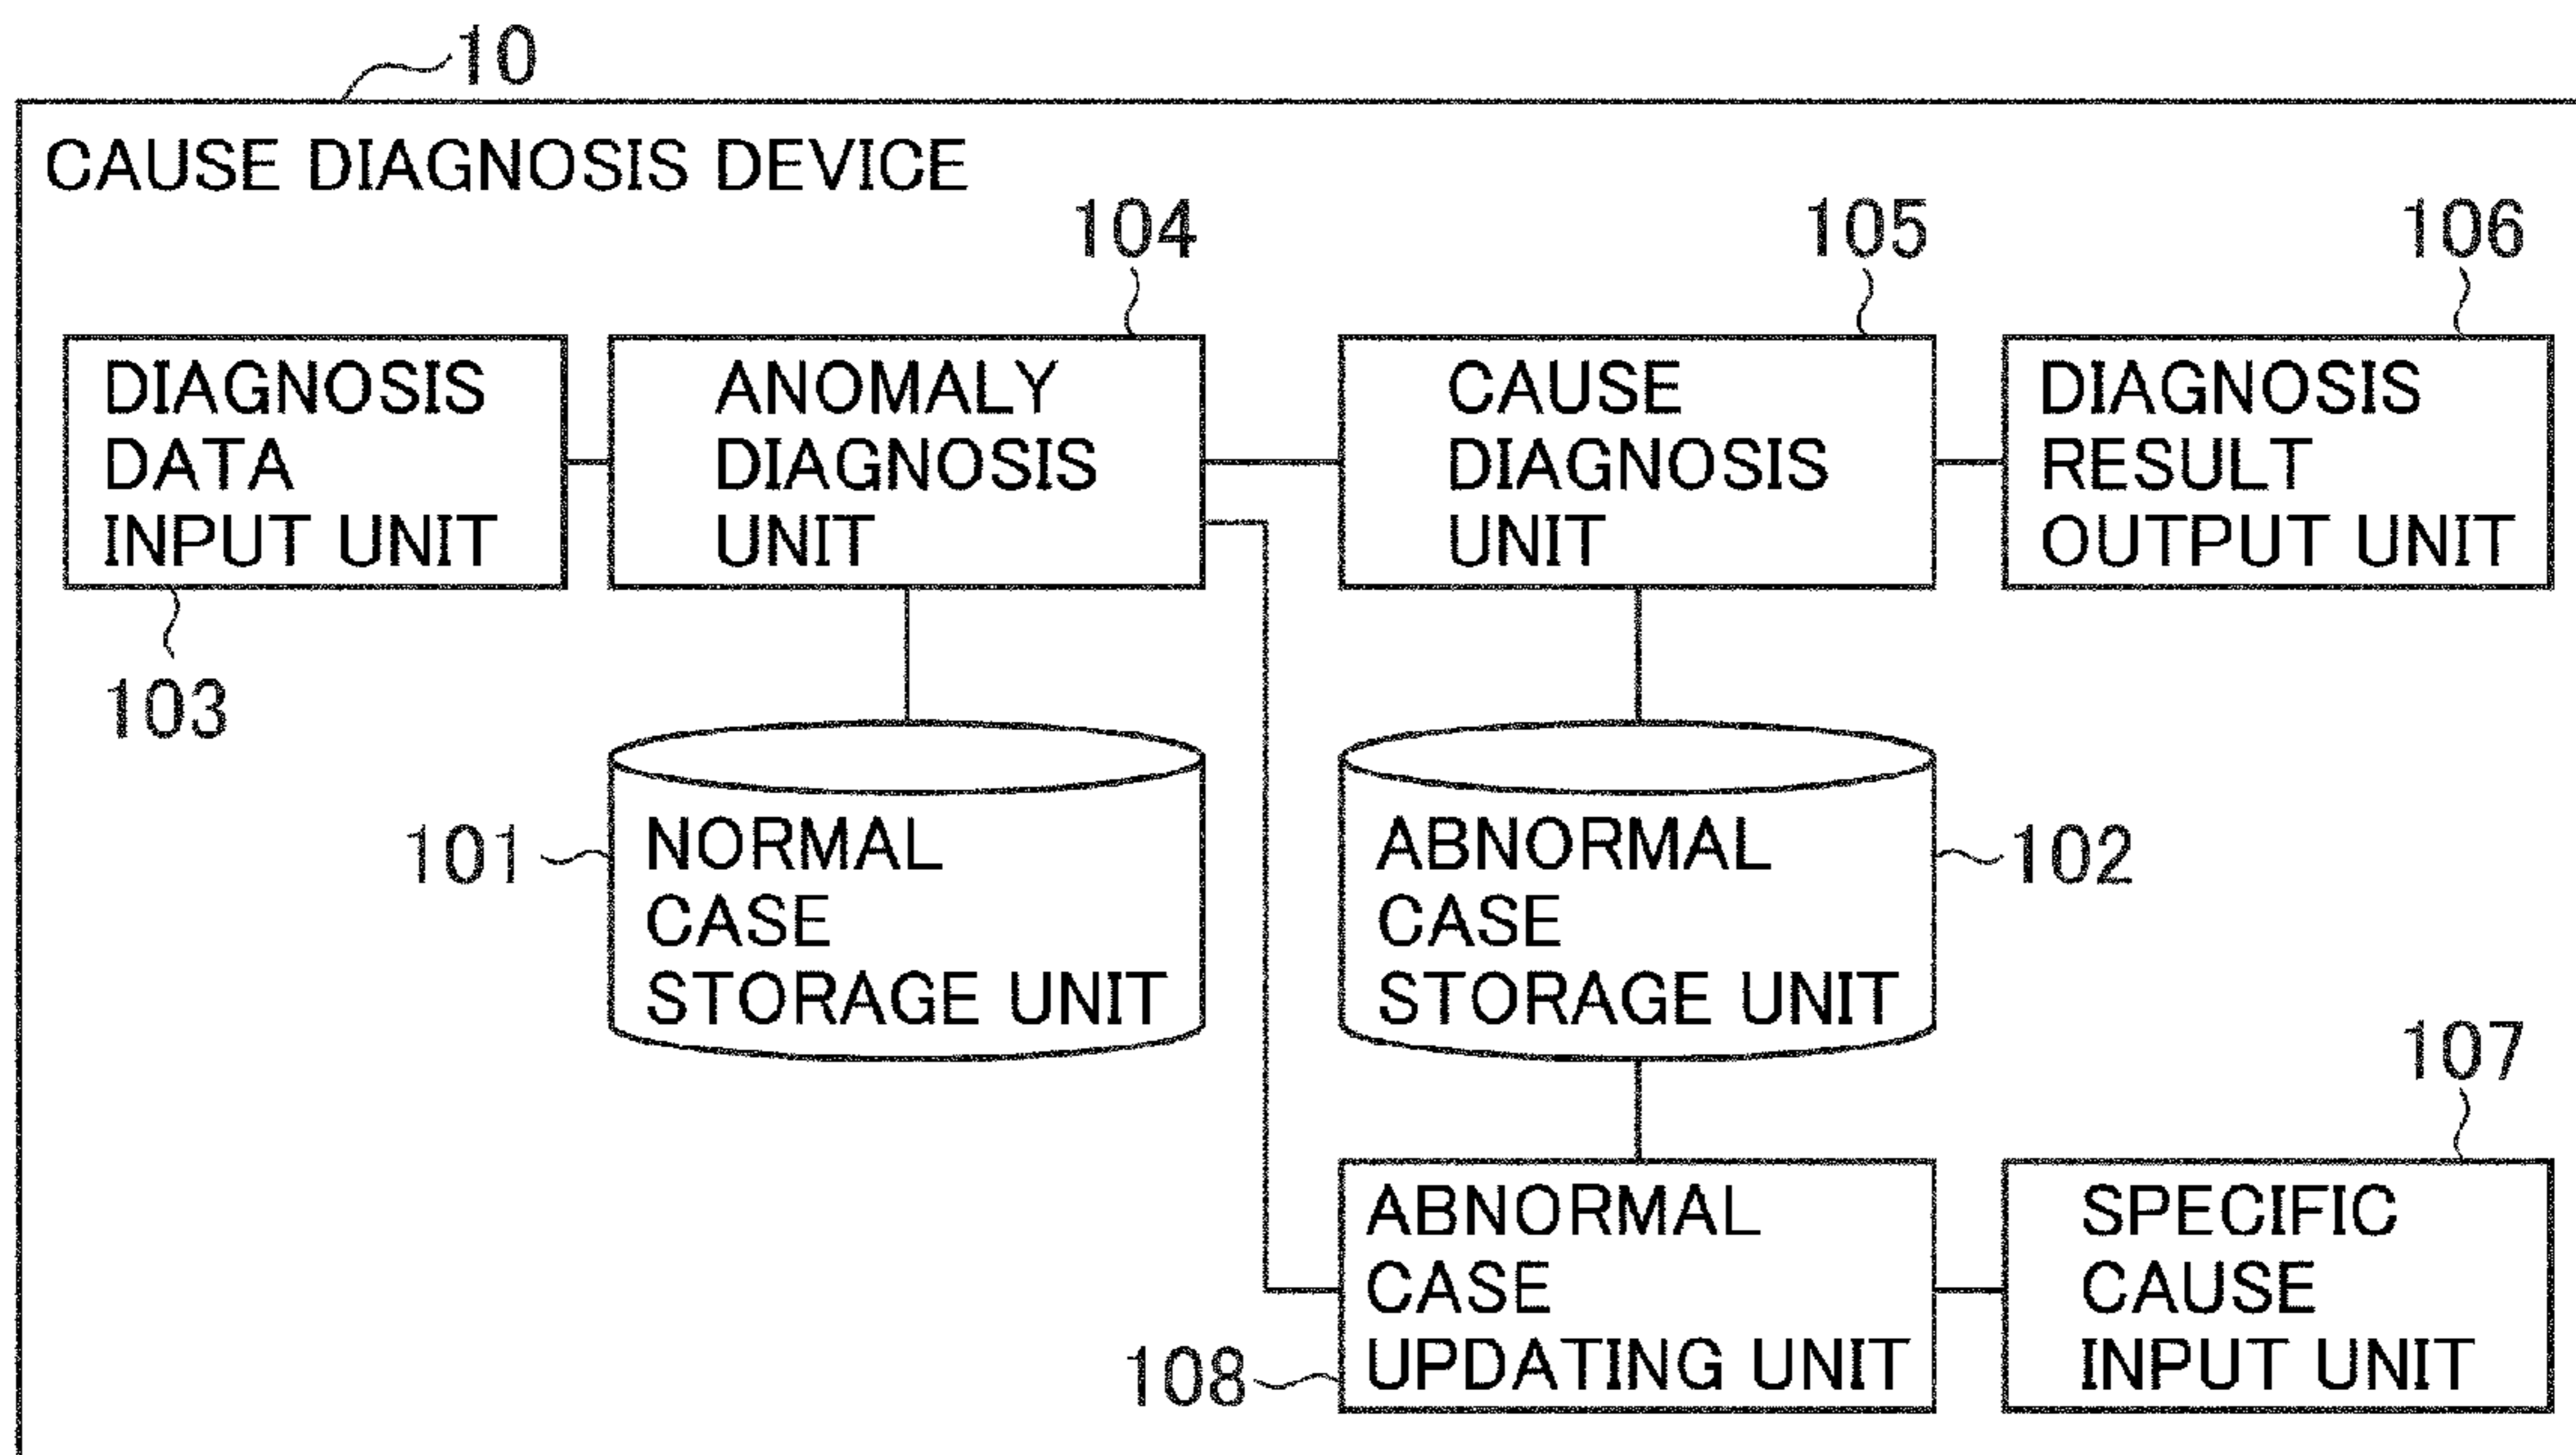 10
CAUSE DIAGNOSIS DEVICE
104
105
106
DIAGNOSIS
DATA
INPUT UNIT
103
ANOMALY
DIAGNOSIS
UNIT
CAUSE
DIAGNOSIS
UNIT
DIAGNOSIS
RESULT
OUTPUT UNIT
101
NORMAL
CASE
STORAGE UNIT
ABNORMAL
CASE
STORAGE UNIT
102
107
108
ABNORMAL
CASE
UPDATING UNIT
SPECIFIC
CAUSE
INPUT UNIT